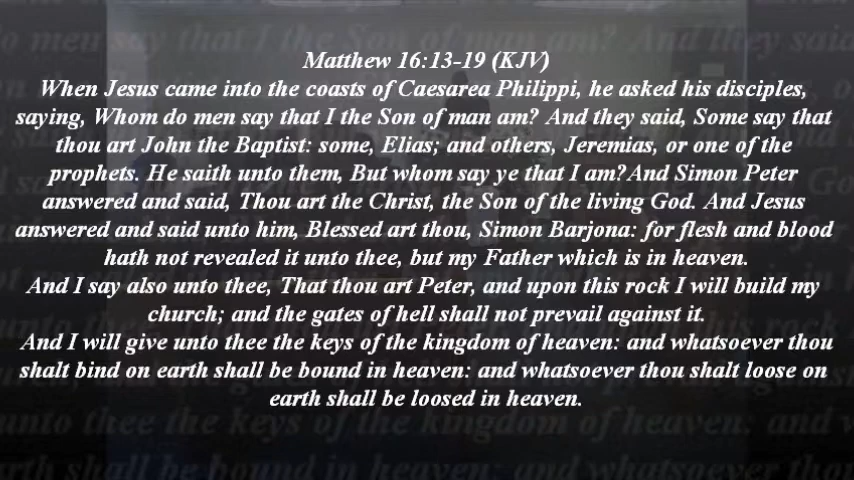 Matthew 16:13-19 (KJV)
When Jesus came into the coasts of Caesarea Philippi, he asked his disciples,
saying, Whom do men say that I the Son of man am? And they said, Some say that
thou art John the Baptist: some, Elias; and others, Jeremias, or one of the
prophets. He saith unto them, But whom say ye that I am?And Simon Peter
answered and said, Thou art the Christ, the Son of the living God. And Jesus
answered and said unto him, Blessed art thou, Simon Barjona: for flesh and blood
hath not revealed it unto thee, but my Father which is in heaven.
And I say also unto thee, That thou art Peter, and upon this rock I will build my
church; and the gates of hell shall not prevail against it.
And I will give unto thee the keys of the kingdom of heaven: and whatsoever thou
shalt bind on earth shall be bound in heaven: and whatsoever thou shalt loose on
earth shall be loosed in heaven.